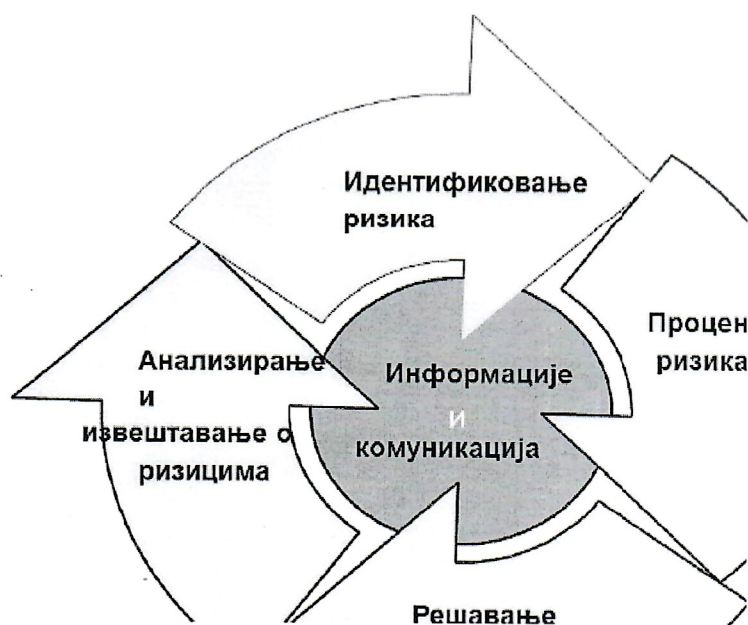 Идентификовање
ризика
Процен
ризика
Информације
и
комуникација
Решавање
Анализирање
и
извештавање о
ризицима